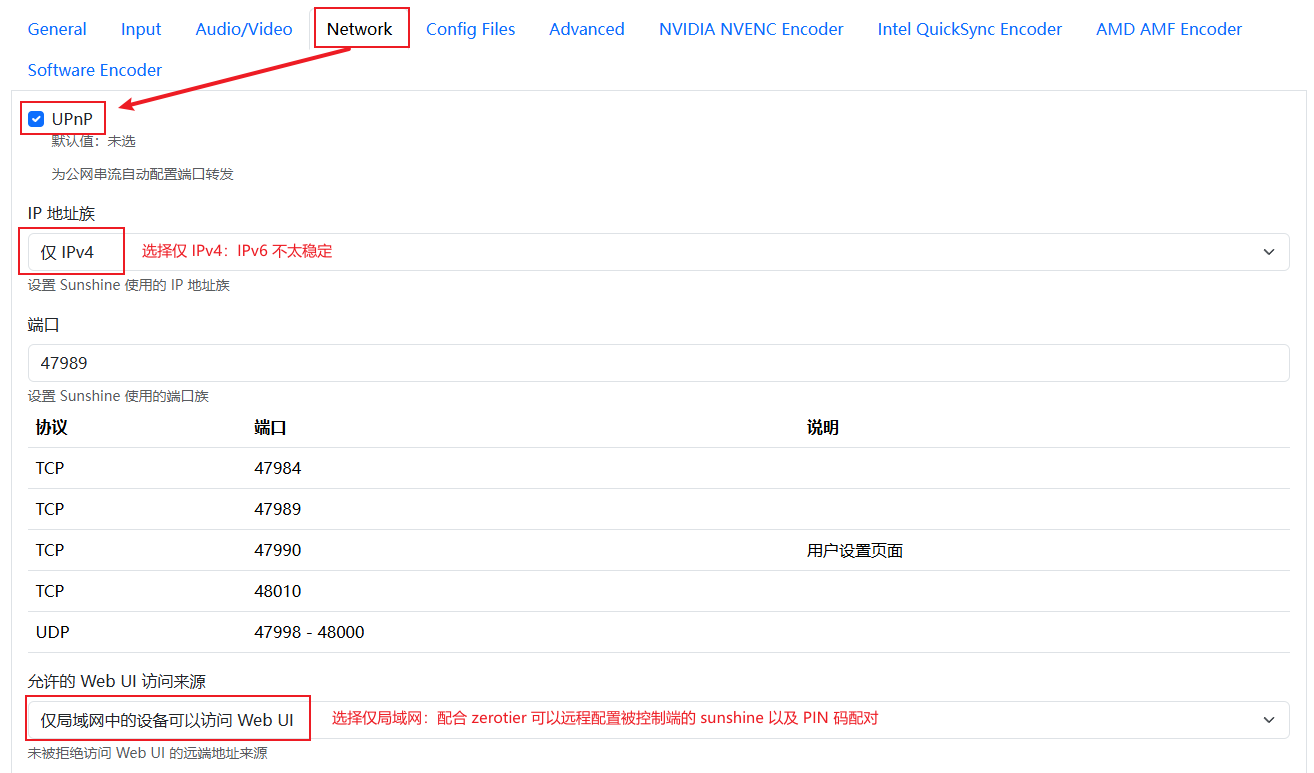 General Input Audio/Video Network Config Files Advanced NVIDIA NVENC Encoder Intel QuickSync Encoder AMD AMF Encoder
Software Encoder
UPnP
默认值：未选
为公网串流自动配置端口转发
IP 地址族
仅 IPv4 选择仅 IPv4：IPv6 不太稳定
设置 Sunshine 使用的 IP 地址族
端口
47989
设置 Sunshine 使用的端口族
协议 端口 说明
TCP 47984
TCP 47989
TCP 47990 用户设置页面
TCP 48010
UDP 47998 - 48000
允许的 Web UI 访问来源
仅局域网中的设备可以访问 Web UI 选择仅局域网：配合 zerotier 可以远程配置被控制端的 sunshine 以及 PIN 码配对
未被拒绝访问 Web UI 的远端地址来源